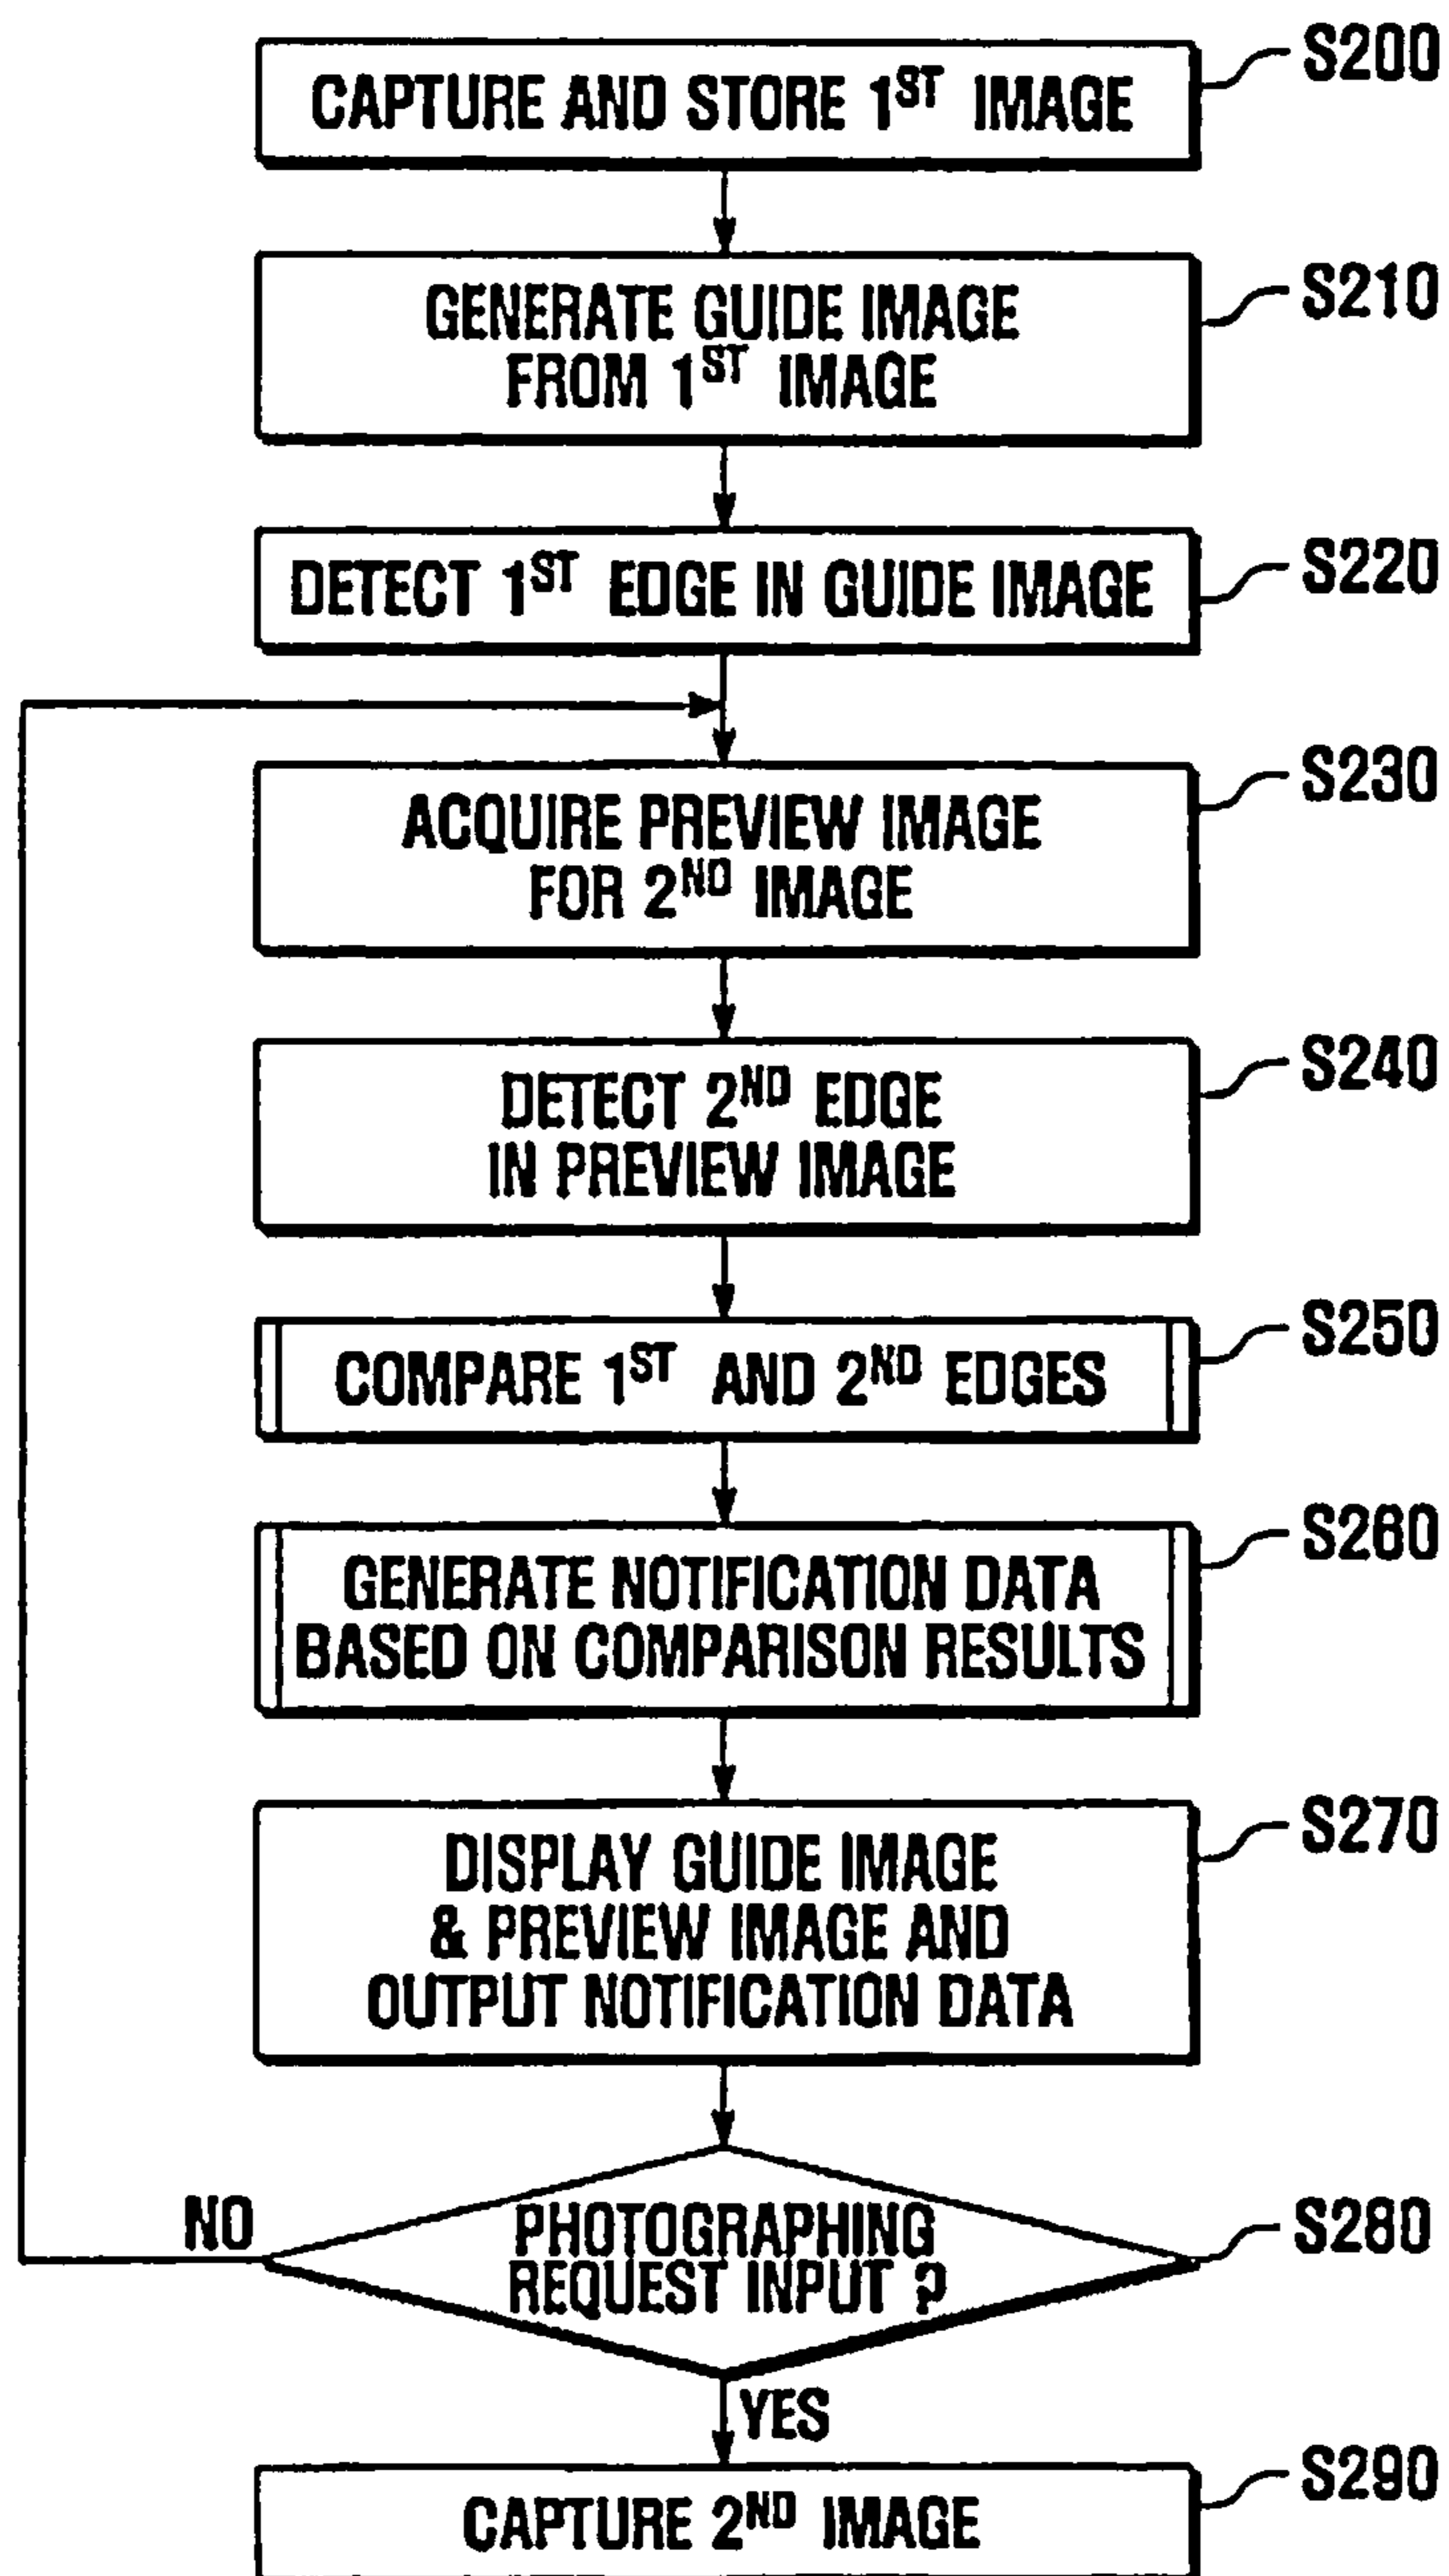 CAPTURE AND STORE 1ST IMAGE
S200
GENERATE GUIDE IMAGE
FROM 1ST IMAGE
S210
DETECT 1ST EDGE IN GUIDE IMAGE
S220
ACQUIRE PREVIEW IMAGE
FOR 2ND IMAGE
S230
DETECT 2ND EDGE
IN PREVIEW IMAGE
S240
COMPARE 1ST AND 2ND EDGES
S250
GENERATE NOTIFICATION DATA
BASED ON COMPARISON RESULTS
S260
DISPLAY GUIDE IMAGE
& PREVIEW IMAGE AND
OUTPUT NOTIFICATION DATA
S270
NO
PHOTOGRAPHING
REQUEST INPUT ?
S280
YES
CAPTURE 2ND IMAGE
S290